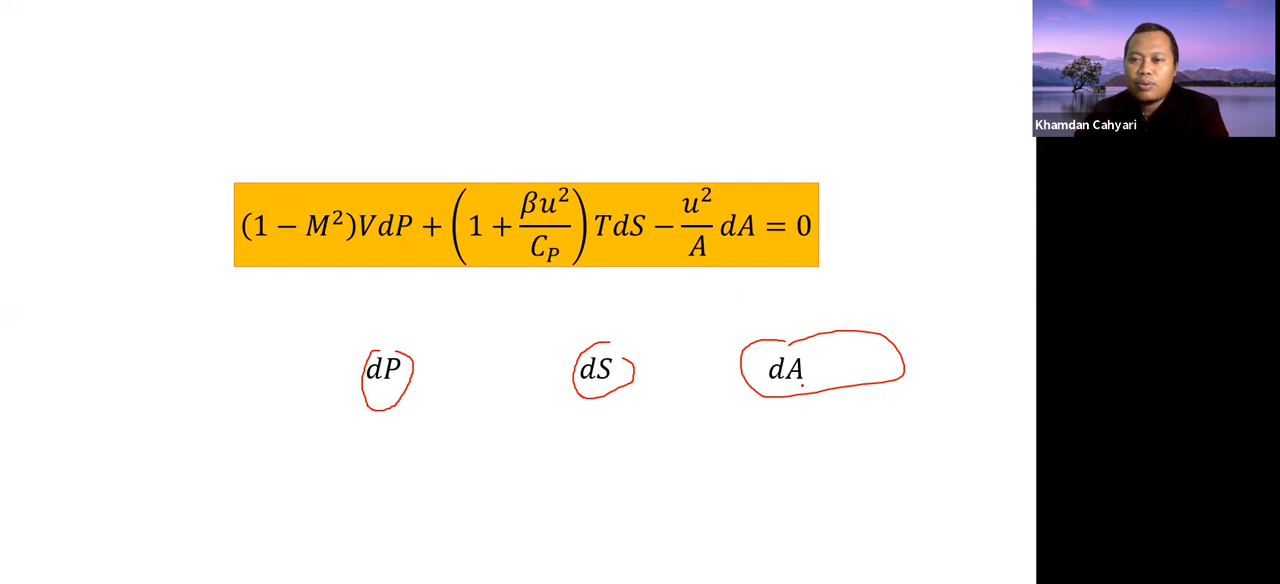 Khamdan Cahyari
(1 − M²)VdP + (1 + βu²/C_P) TdS − u²/A dA = 0
dP dS dA